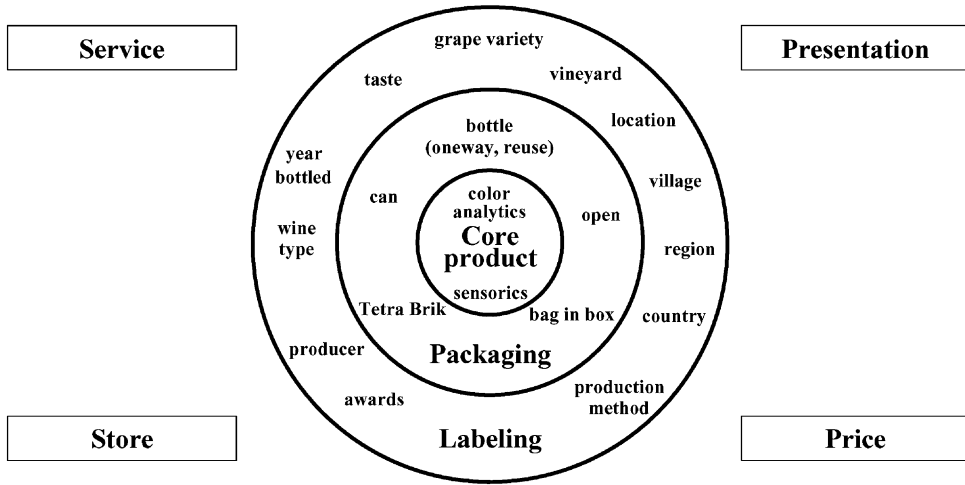 Service
Presentation
grape variety
taste
vineyard
location
year
bottled
village
wine
type
region
country
producer
production
method
awards
Labeling
bottle
(oneway, reuse)
can
open
Tetra Brik
bag in box
Packaging
color
analytics
Core
product
sensorics
Store
Price